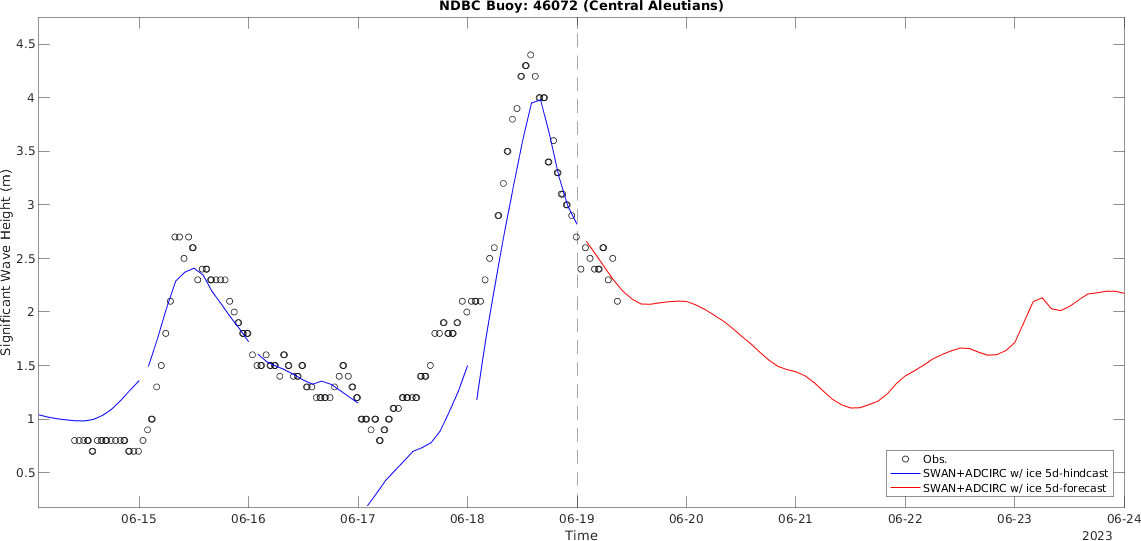 NDBC Buoy: 46072 (Central Aleutians)
Significant Wave Height (m)
4.5
4
3.5
3
2.5
2
1.5
1
0.5
Obs.
SWAN+ADCIRC w/ ice 5d-hindcast
SWAN+ADCIRC w/ ice 5d-forecast
06-15 06-16 06-17 06-18 06-19 06-20 06-21 06-22 06-23 06-24
Time
2023